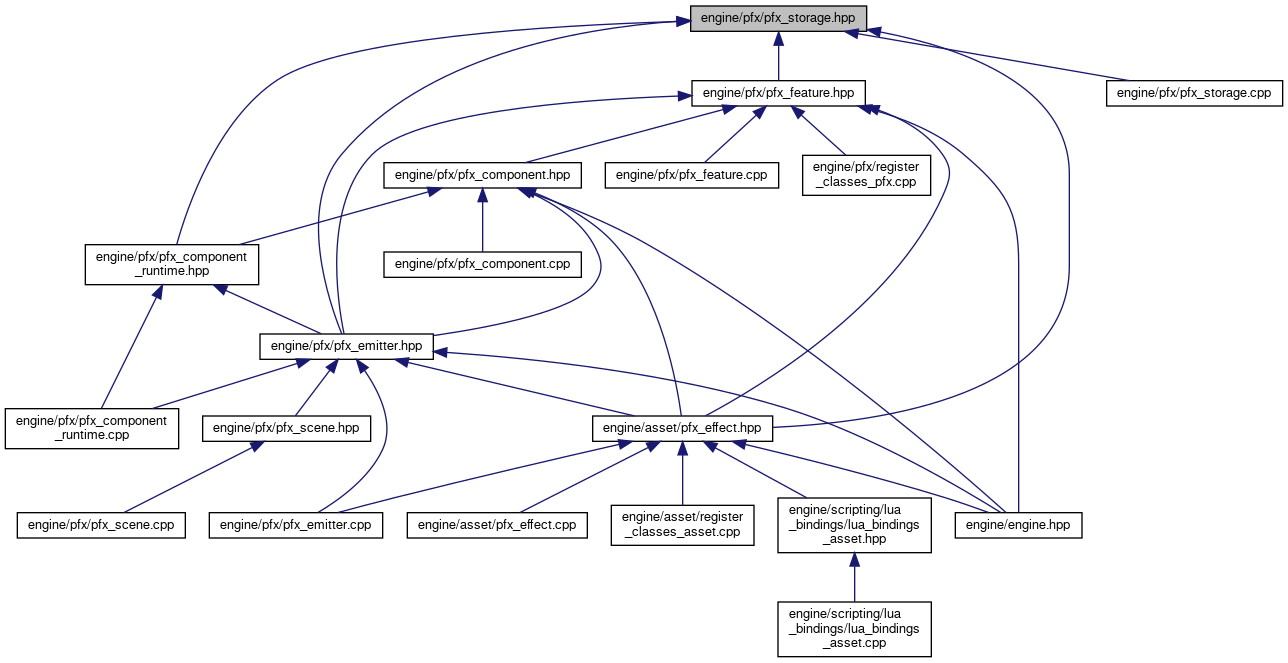 engine/pfx/pfx_storage.hpp
engine/pfx/pfx_feature.hpp
engine/pfx/pfx_storage.cpp
engine/pfx/pfx_component.hpp
engine/pfx/pfx_feature.cpp
engine/pfx/register
_classes_pfx.cpp
engine/pfx/pfx_component
_runtime.hpp
engine/pfx/pfx_component.cpp
engine/pfx/pfx_emitter.hpp
engine/pfx/pfx_component
_runtime.cpp
engine/pfx/pfx_scene.hpp
engine/asset/pfx_effect.hpp
engine/pfx/pfx_scene.cpp
engine/pfx/pfx_emitter.cpp
engine/asset/pfx_effect.cpp
engine/asset/register
_classes_asset.cpp
engine/scripting/lua
_bindings/lua_bindings
_asset.hpp
engine/engine.hpp
engine/scripting/lua
_bindings/lua_bindings
_asset.cpp